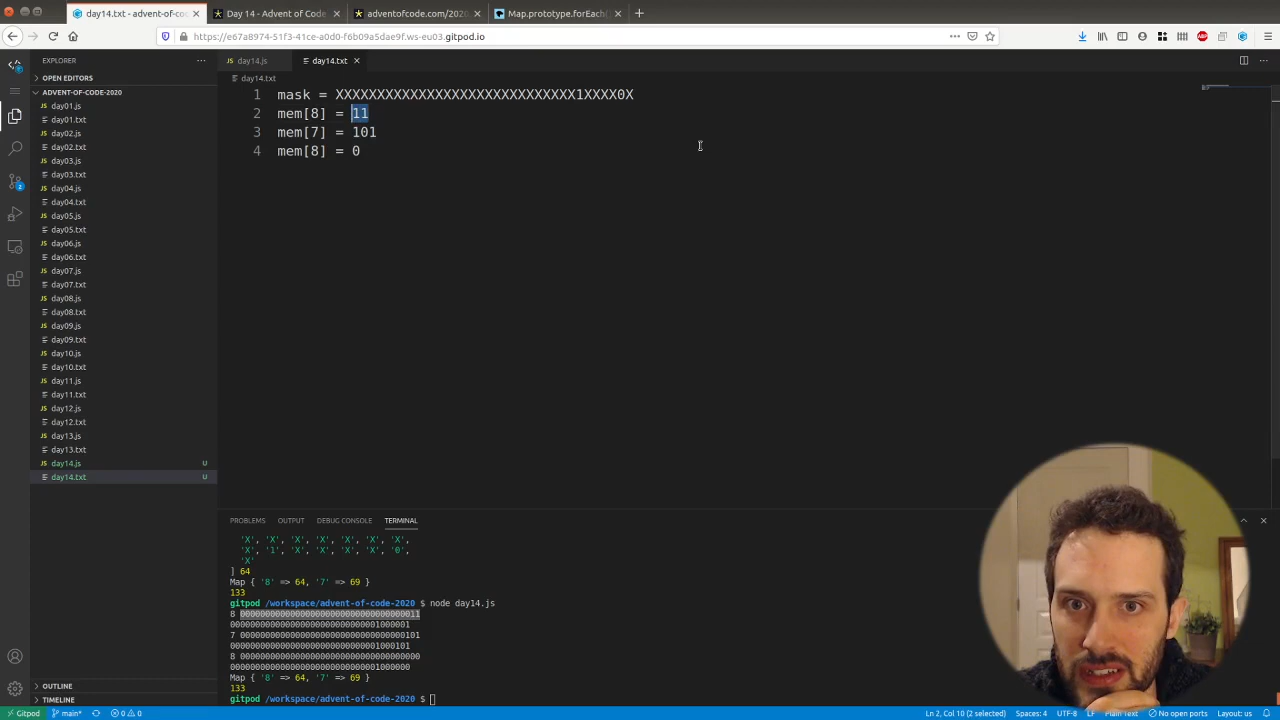 day14.txt - advent-of-co
Day 14 - Advent of Code
adventofcode.com/2020
Map.prototype.forEach(
https://e67a8974-51f3-41ce-a0d0-f6b09a5dae9f.ws-eu03.gitpod.io
EXPLORER
day14.js
day14.txt
OPEN EDITORS
day14.txt
ADVENT-OF-CODE-2020
day01.js
day01.txt
day02.js
day02.txt
day03.js
day03.txt
day04.js
day04.txt
day05.js
day05.txt
day06.js
day06.txt
day07.js
day07.txt
day08.js
day08.txt
day09.js
day09.txt
day10.js
day10.txt
day11.js
day11.txt
day12.js
day12.txt
day13.js
day13.txt
day14.js U
day14.txt U
OUTLINE
TIMELINE
1 mask = XXXXXXXXXXXXXXXXXXXXXXXXXXXXX1XXXX0X
2 mem[8] = 11
3 mem[7] = 101
4 mem[8] = 0
PROBLEMS OUTPUT DEBUG CONSOLE TERMINAL
'X', 'X', 'X', 'X', 'X', 'X', 'X',
'X', '1', 'X', 'X', 'X', 'X', '0',
'X'
] 64
Map { '8' => 64, '7' => 69 }
133
gitpod /workspace/advent-of-code-2020 $ node day14.js
8 000000000000000000000000000000000011
000000000000000000000000000001000001
7 000000000000000000000000000000000101
000000000000000000000000000001000101
8 000000000000000000000000000000000000
000000000000000000000000000001000000
Map { '8' => 64, '7' => 69 }
133
gitpod /workspace/advent-of-code-2020 $
Gitpod main* 0 0
Ln 2, Col 10 (2 selected) Spaces: 4 UTF-8 LF Plain Text No open ports Layout: us